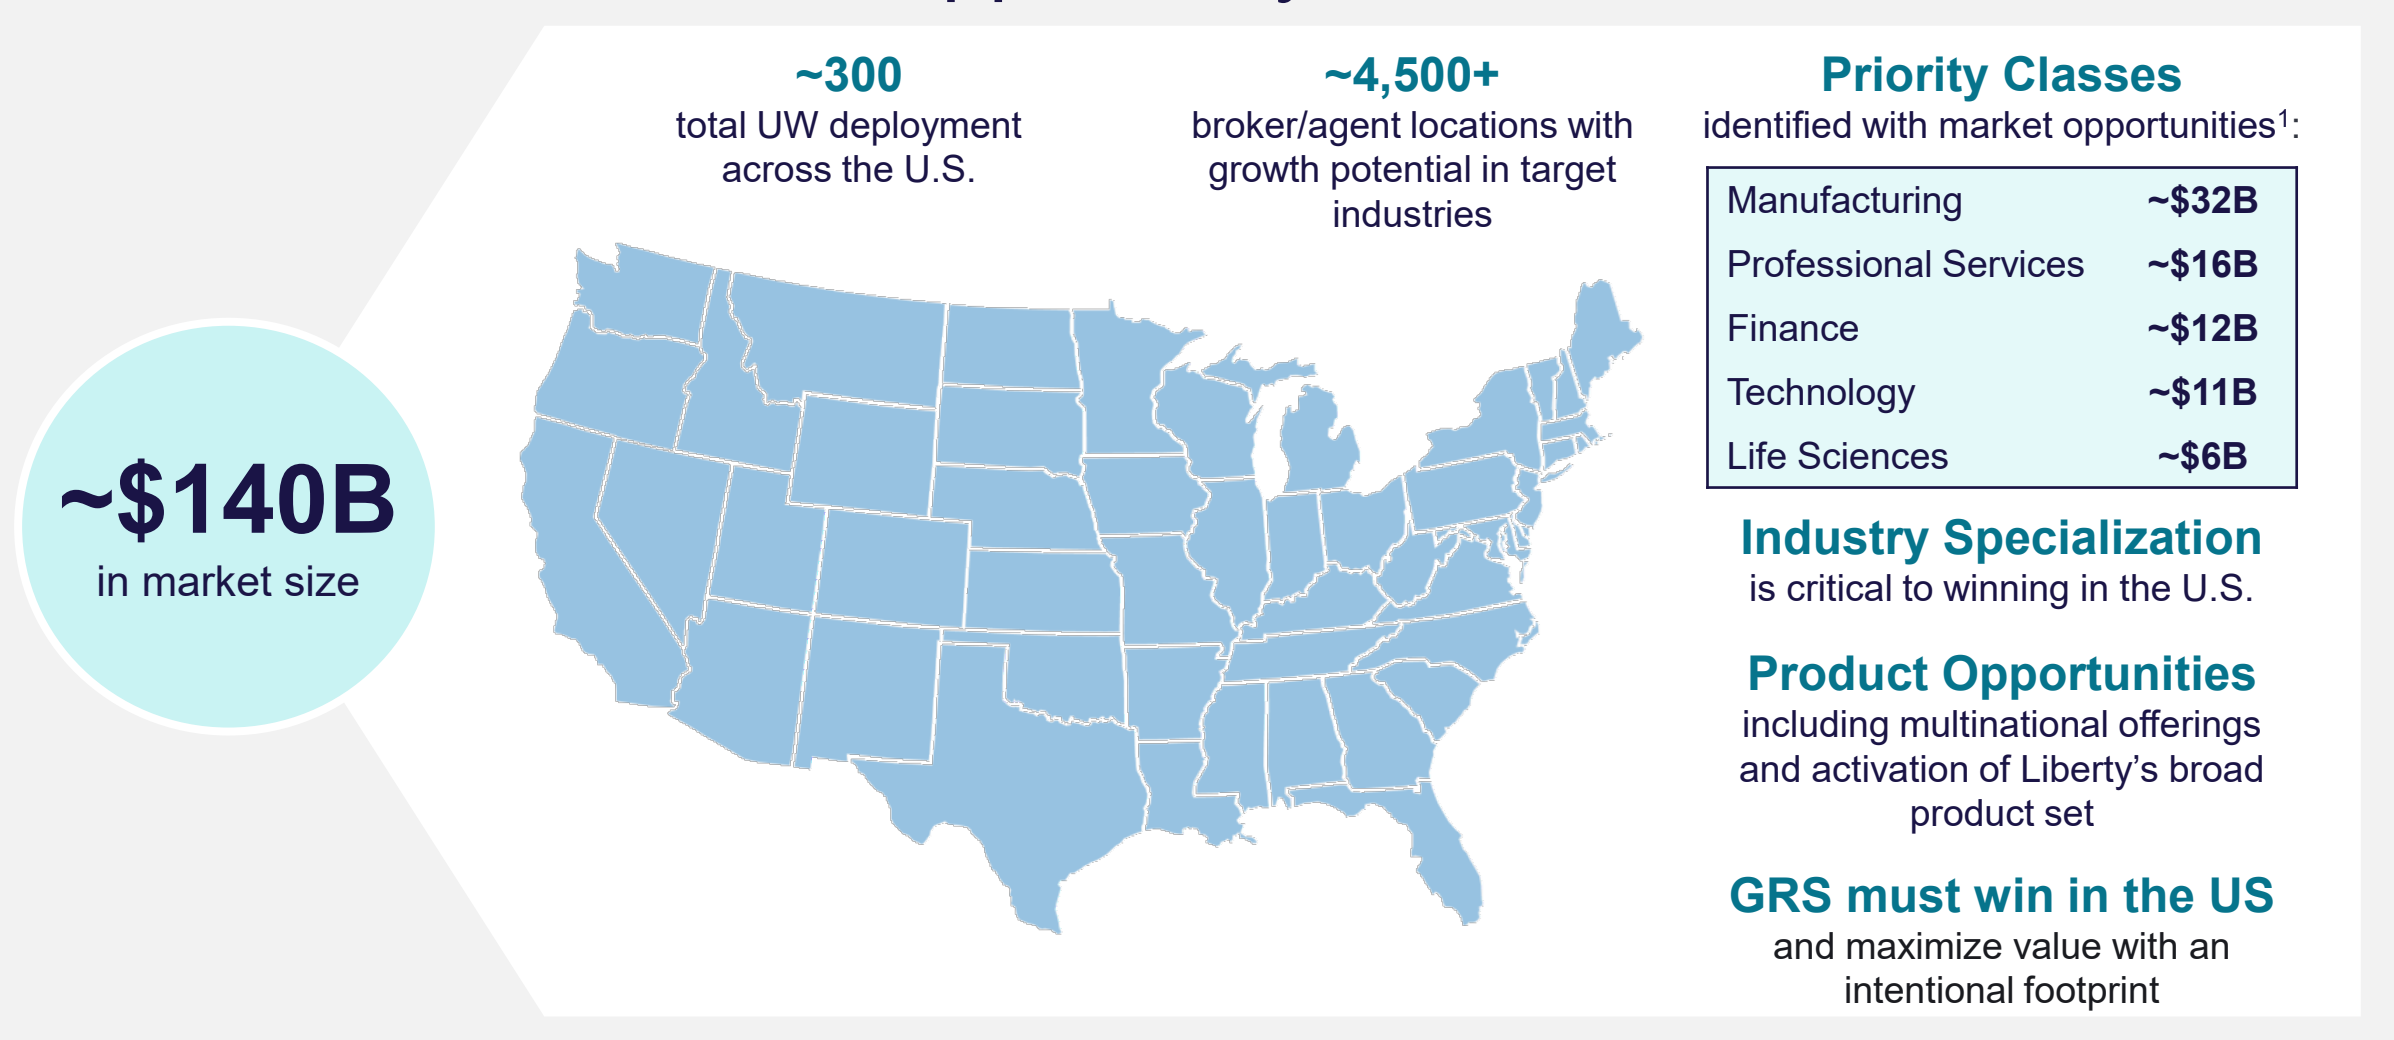 ~300
total UW deployment
across the U.S.
~4,500+
broker/agent locations with
growth potential in target
industries
Priority Classes
identified with market opportunities¹:
Manufacturing ~$32B
Professional Services ~$16B
Finance ~$12B
Technology ~$11B
Life Sciences ~$6B
~$140B
in market size
Industry Specialization
is critical to winning in the U.S.
Product Opportunities
including multinational offerings
and activation of Liberty’s broad
product set
GRS must win in the US
and maximize value with an
intentional footprint